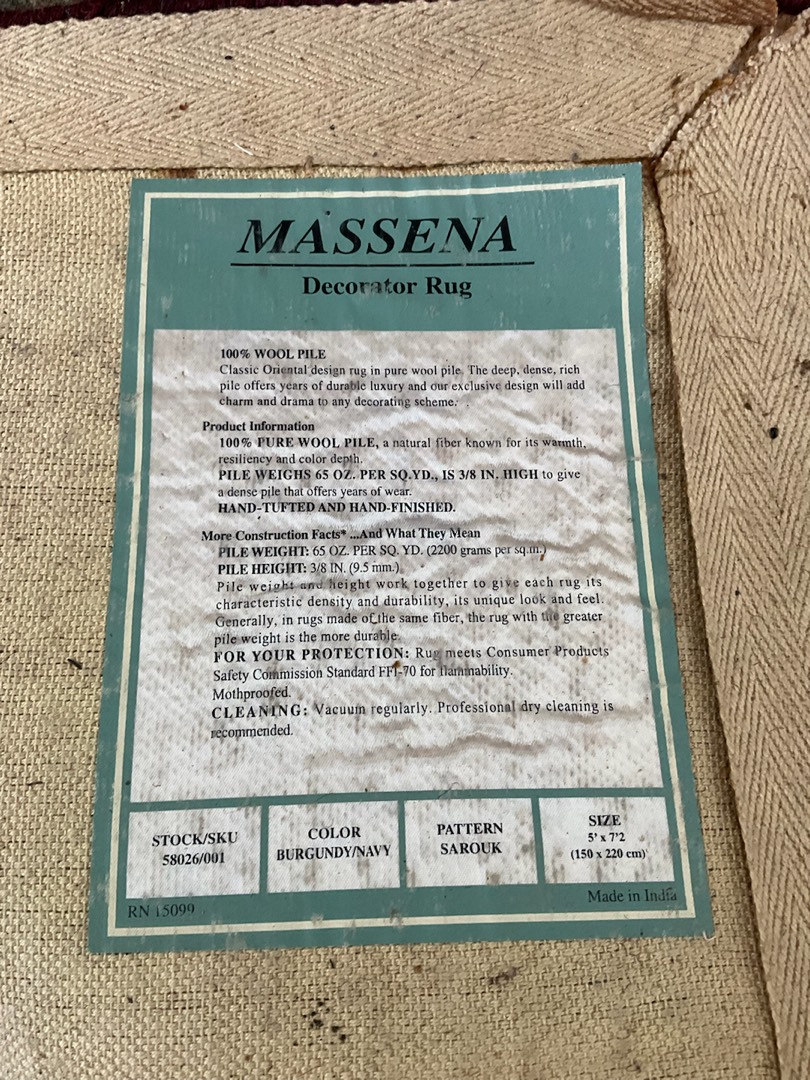 MASSENA
Decorator Rug
100% WOOL PILE
Classic Oriental design rug in pure wool pile. The deep, dense, rich
pile offers years of durable luxury and our exclusive design will add
charm and drama to any decorating scheme.
Product Information
100% PURE WOOL PILE, a natural fiber known for its warmth,
resiliency and color depth.
PILE WEIGHS 65 OZ. PER SQ.YD., IS 3/8 IN. HIGH to give
a dense pile that offers years of wear.
HAND-TUFTED AND HAND-FINISHED.
More Construction Facts* ...And What They Mean
PILE WEIGHT: 65 OZ. PER SQ. YD. (2200 grams per sq.m.)
PILE HEIGHT: 3/8 IN. (9.5 mm.)
Pile weight and height work together to give each rug its
characteristic density and durability, its unique look and feel.
Generally, in rugs made of the same fiber, the rug with the greater
pile weight is the more durable.
FOR YOUR PROTECTION: Rug meets Consumer Products
Safety Commission Standard FF1-70 for flammability.
Mothproofed.
CLEANING: Vacuum regularly. Professional dry cleaning is
recommended.
STOCK/SKU
58026/001
COLOR
BURGUNDY/NAVY
PATTERN
SAROUK
SIZE
5' x 7'2
(150 x 220 cm)
RN 15099
Made in India